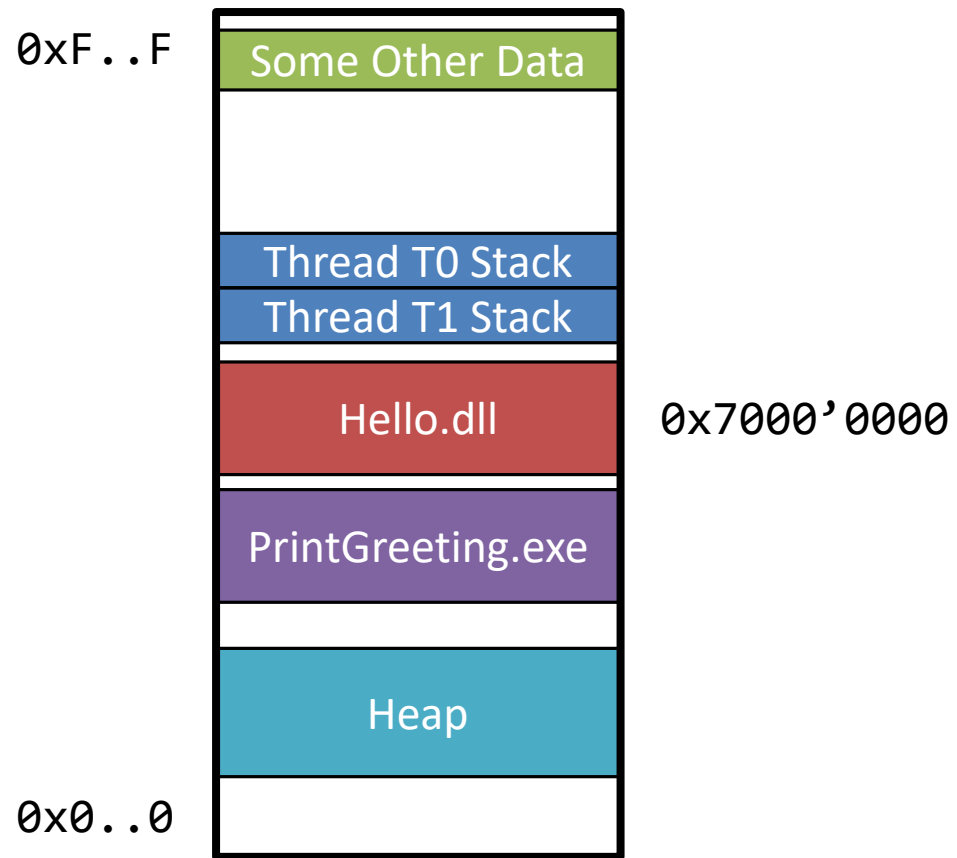 0xF..F
Some Other Data
Thread T0 Stack
Thread T1 Stack
Hello.dll
0x7000’0000
PrintGreeting.exe
Heap
0x0..0